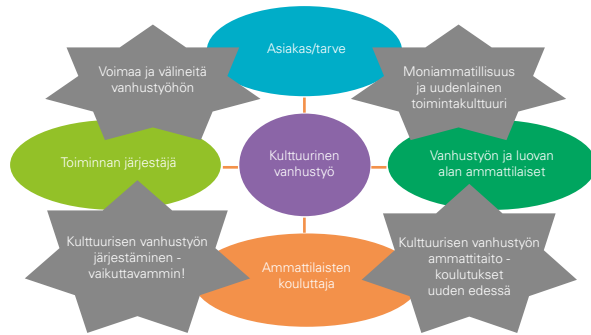 Asiakas/tarve
Voimaa ja välineitä
vanhustyöhön
Moniammatillisuus
ja uudenlainen
toimintakulttuuri
Toiminnan järjestäjä
Kulttuurinen
vanhustyö
Vanhustyön ja luovan
alan ammattilaiset
Kulttuurisen vanhustyön
järjestäminen -
vaikuttavammin!
Ammattilaisten
kouluttaja
Kulttuurisen vanhustyön
ammattitaito -
koulutukset
uuden edessä